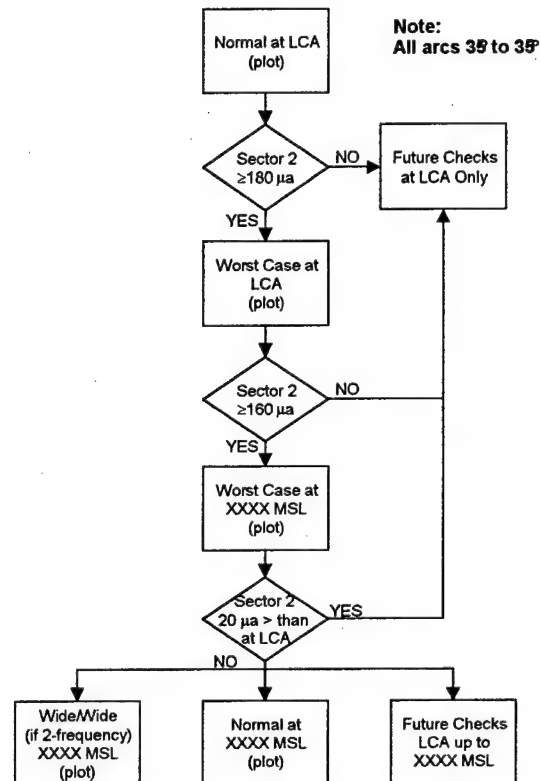 Note:
All arcs 35° to 35°
Normal at LCA
(plot)
Sector 2
≥180 µa
NO
Future Checks
at LCA Only
YES
Worst Case at
LCA
(plot)
Sector 2
≥160 µa
NO
YES
Worst Case at
XXXX MSL
(plot)
Sector 2
20 µa > than
at LCA
YES
NO
Wide/Wide
(if 2-frequency)
XXXX MSL
(plot)
Normal at
XXXX MSL
(plot)
Future Checks
LCA up to
XXXX MSL